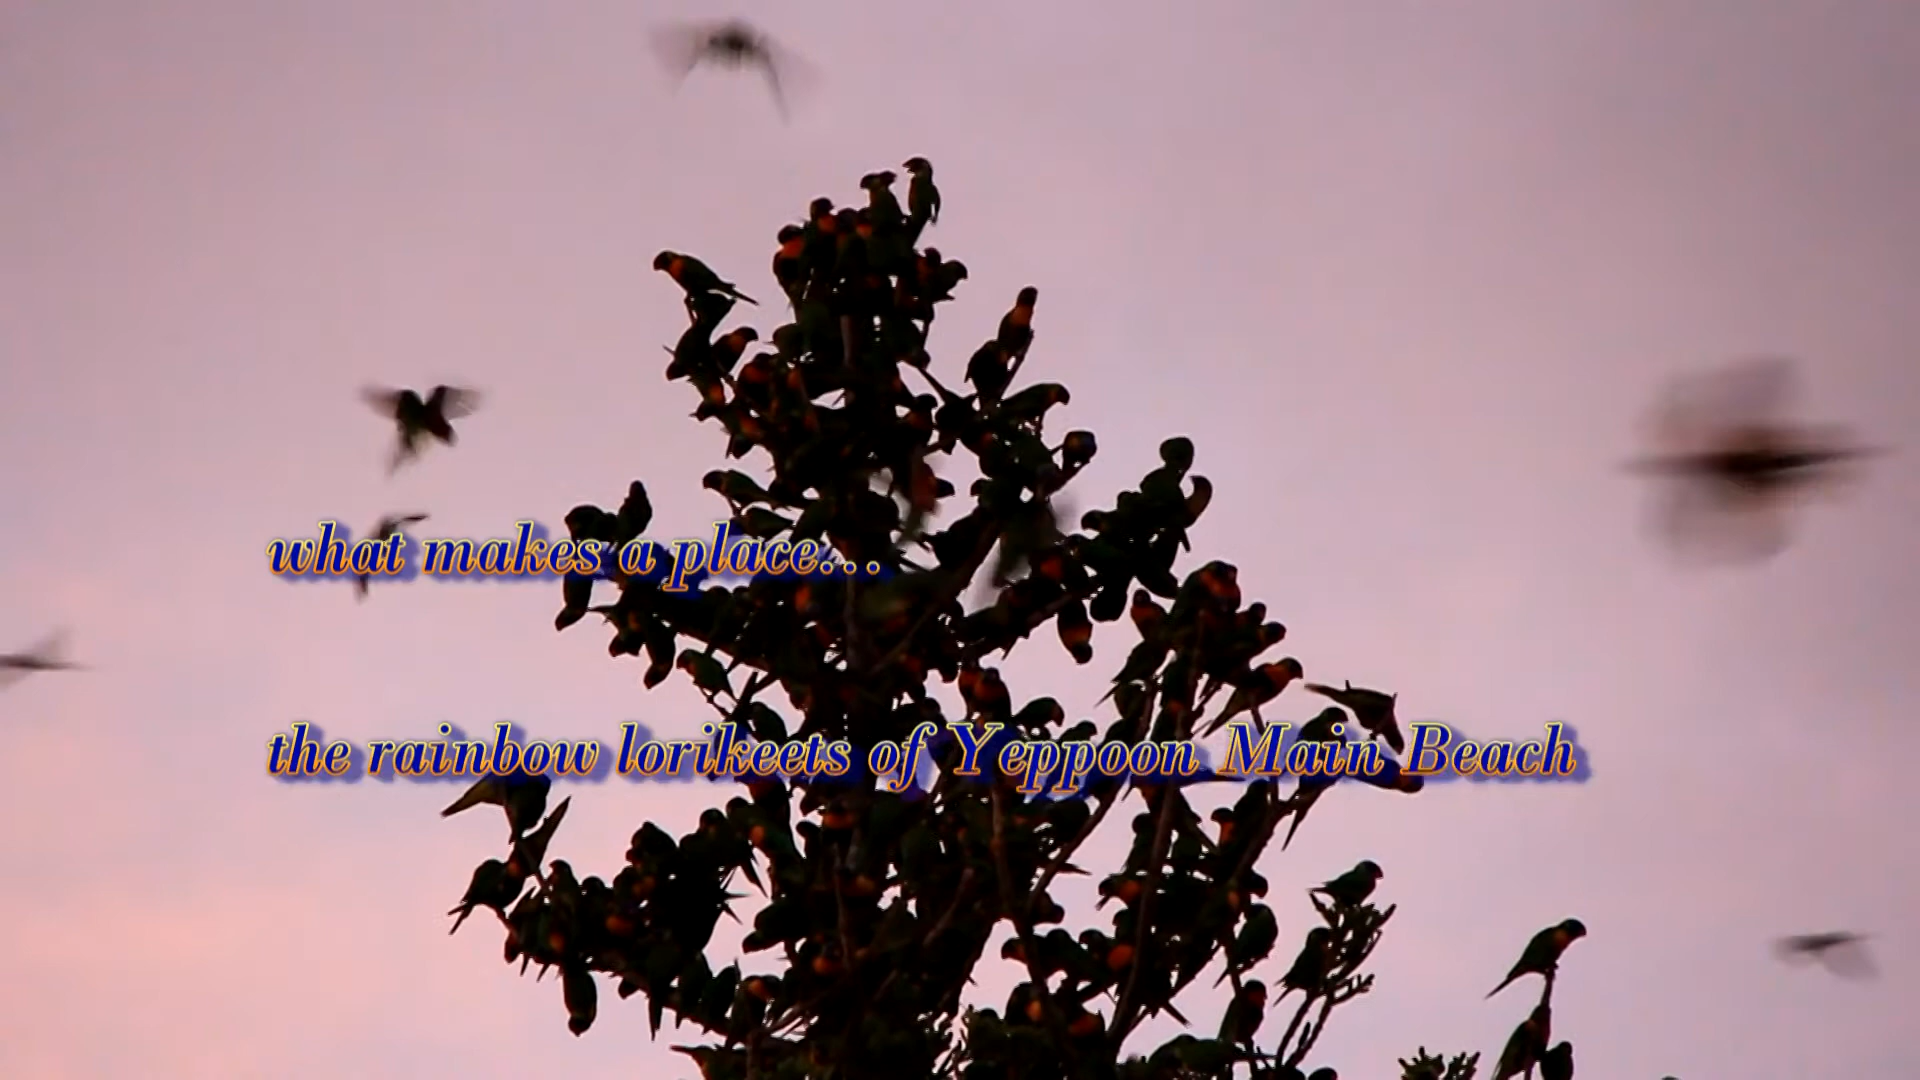 what makes a place...
the rainbow lorikeets of Yeppoon Main Beach